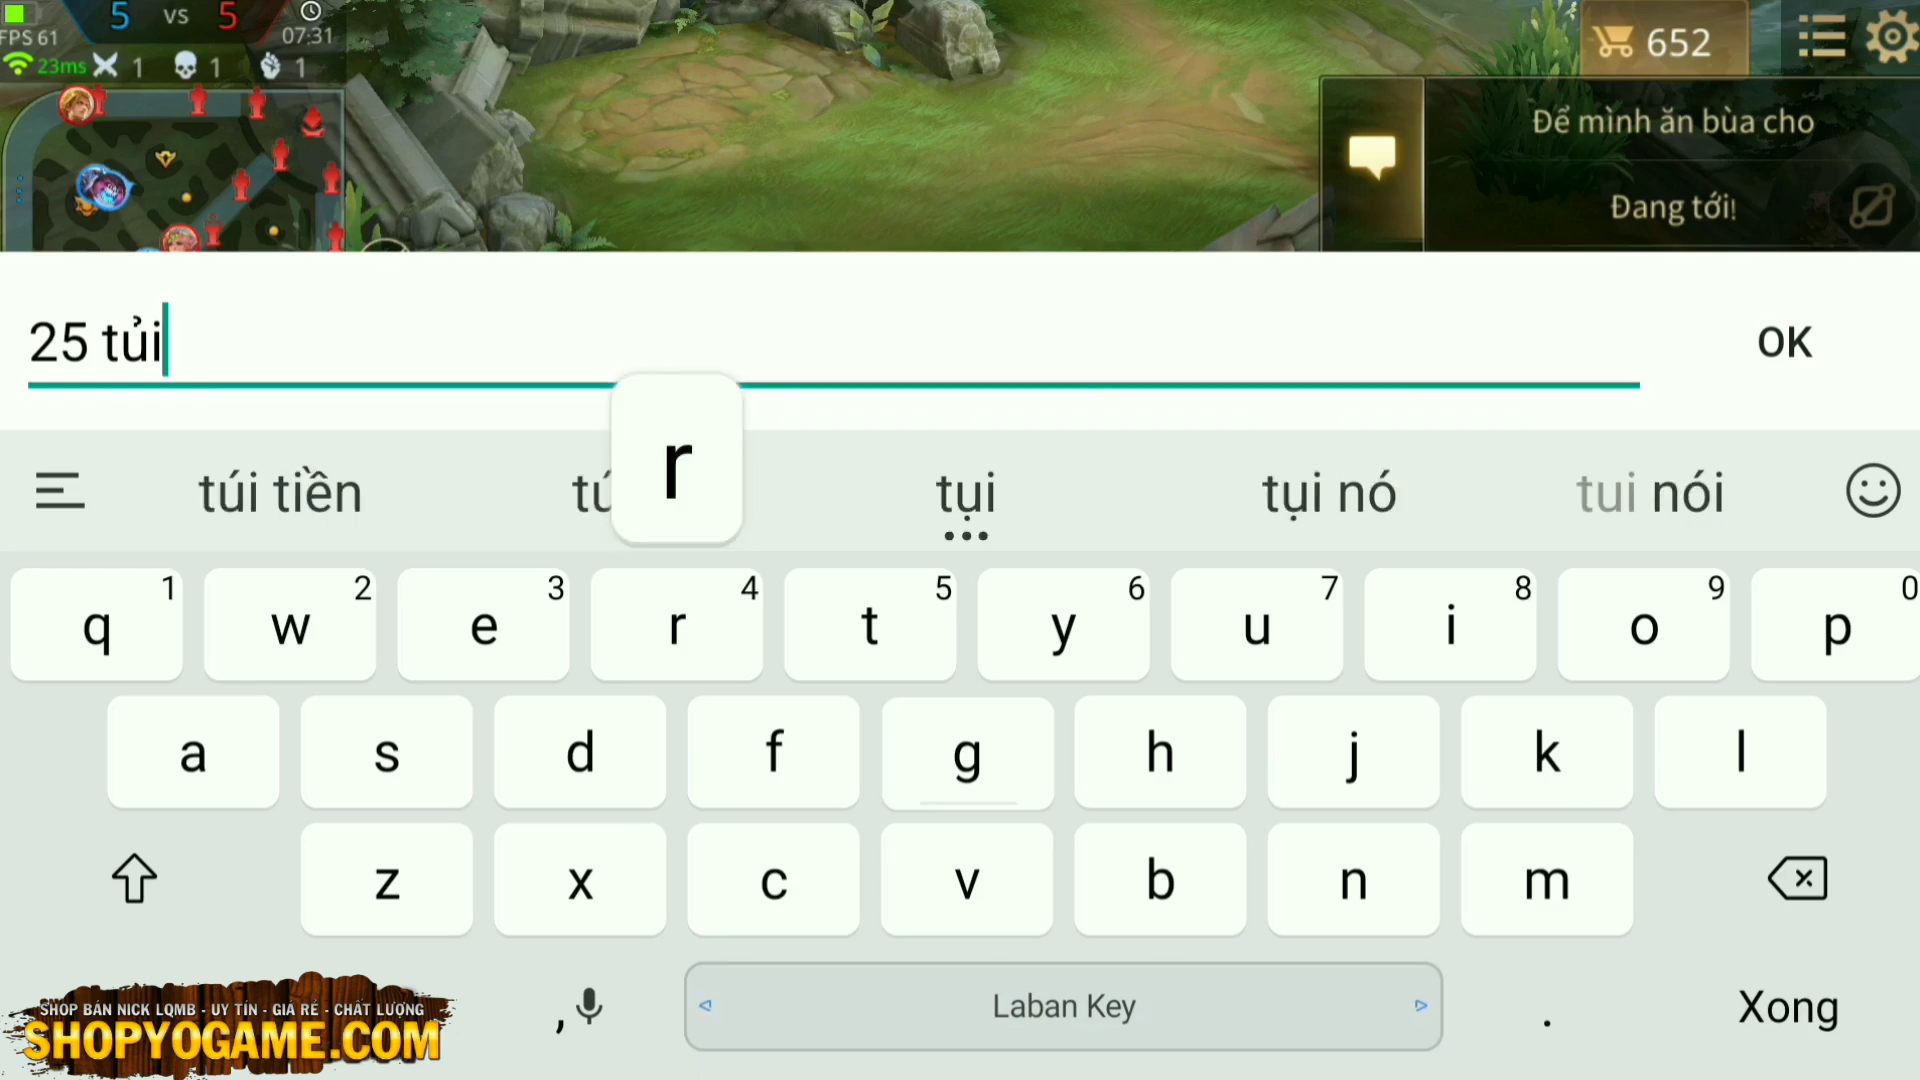 5 VS 5
FPS 61
07:31
23ms 1 1 1
652
Để mình ăn bùa cho
Đang tới!
25 tủi
OK
r
túi tiền tụi tụi nó tui nói
1 2 3 4 5 6 7 8 9 0
q w e r t y u i o p
a s d f g h j k l
z x c v b n m
, Laban Key . Xong
SHOP BÁN NICK LQMB - UY TÍN - GIÁ RẺ - CHẤT LƯỢNG
SHOPYOGAME.COM